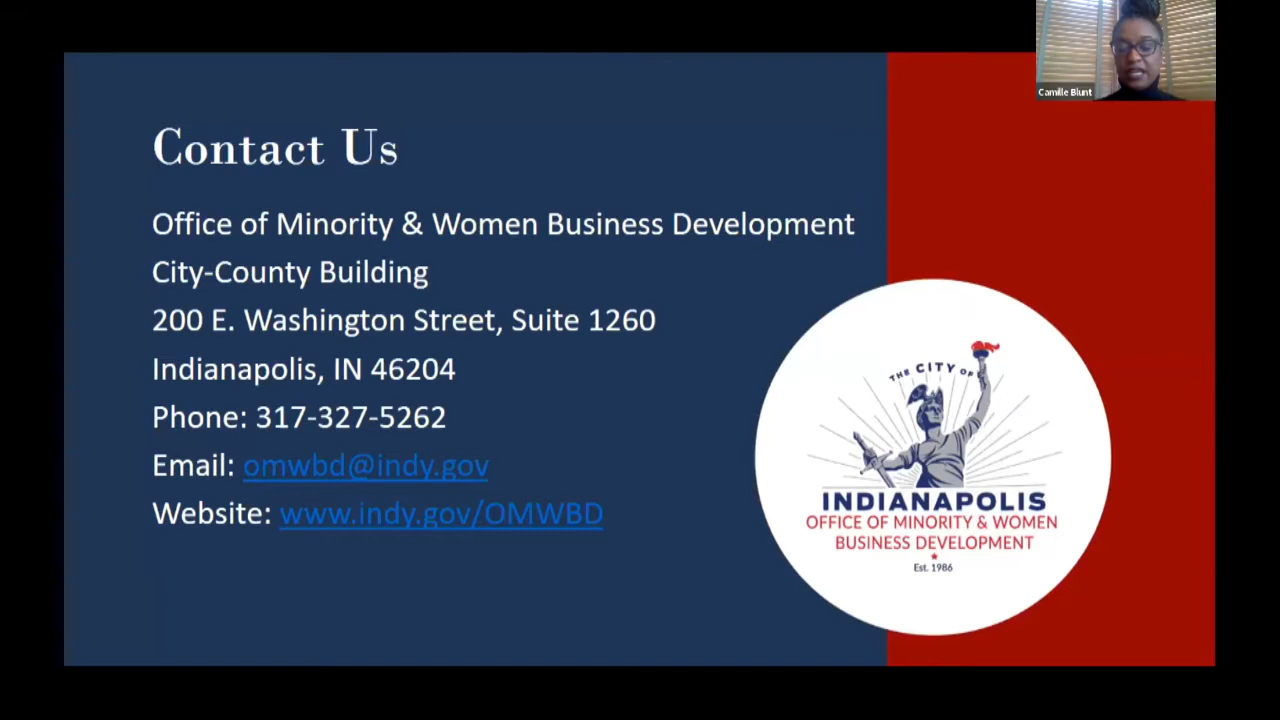 Camille Blunt
Contact Us
Office of Minority & Women Business Development
City-County Building
200 E. Washington Street, Suite 1260
Indianapolis, IN 46204
Phone: 317-327-5262
Email: omwbd@indy.gov
Website: www.indy.gov/OMWBD
THE CITY OF
INDIANAPOLIS
OFFICE OF MINORITY & WOMEN
BUSINESS DEVELOPMENT
Est. 1986